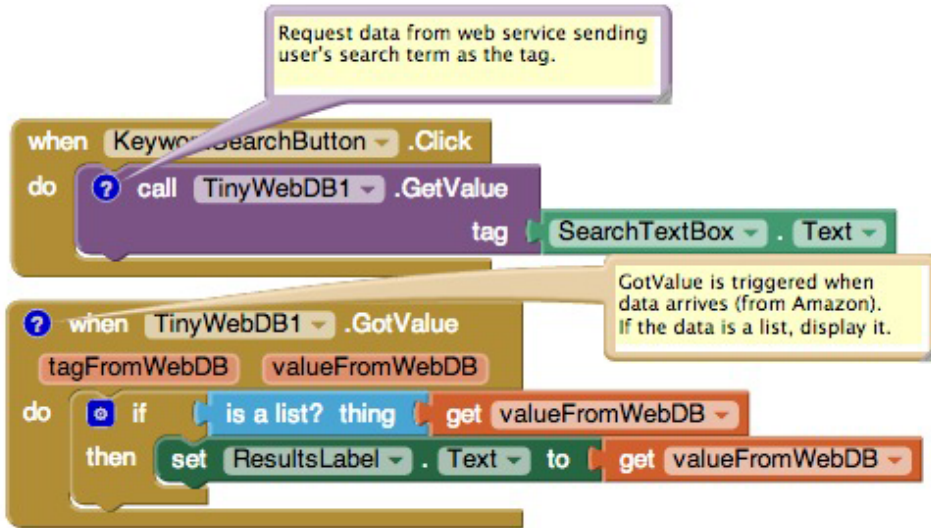 Request data from web service sending
user's search term as the tag.
when KeywordSearchButton .Click
do ? call TinyWebDB1 .GetValue
tag SearchTextBox . Text
GotValue is triggered when
data arrives (from Amazon).
If the data is a list, display it.
? when TinyWebDB1 .GotValue
tagFromWebDB valueFromWebDB
do if is a list? thing get valueFromWebDB
then set ResultsLabel . Text to get valueFromWebDB